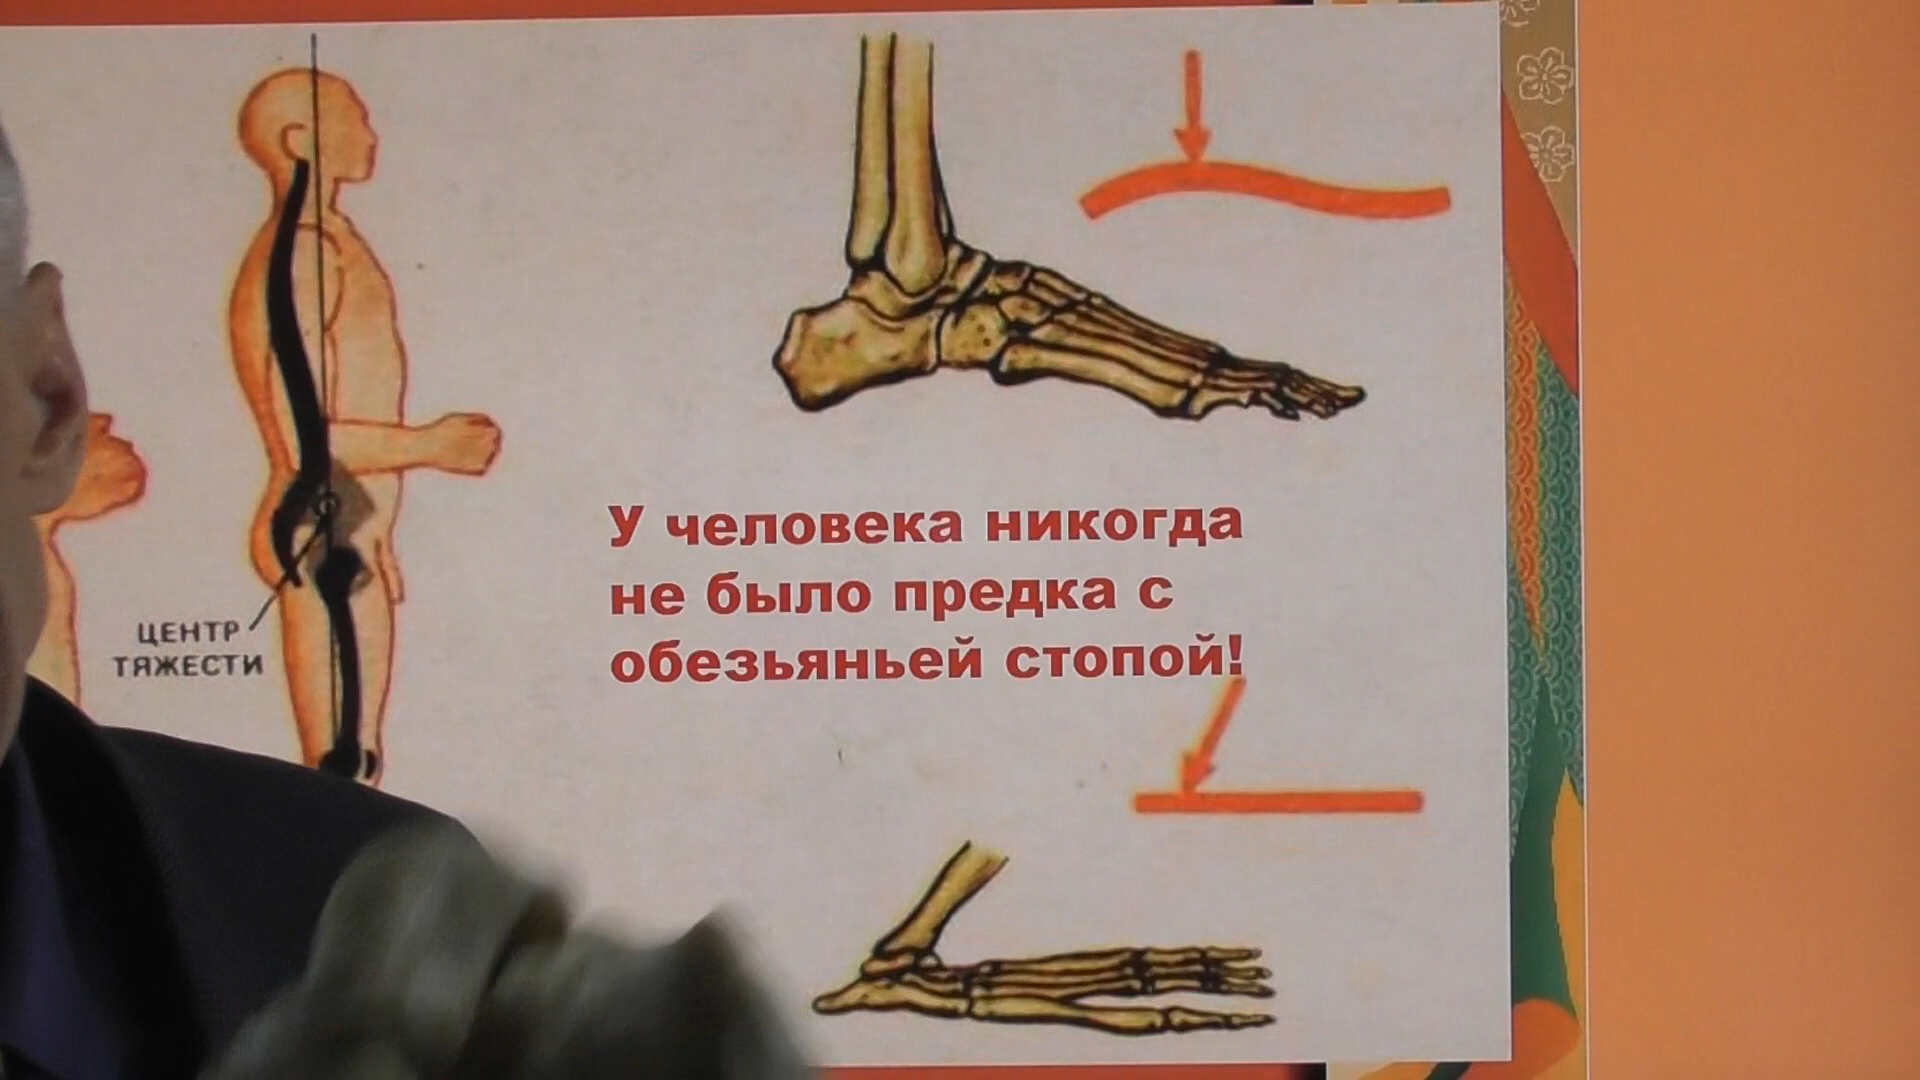 У человека никогда
не было предка с
обезьяньей стопой!
ЦЕНТР
ТЯЖЕСТИ